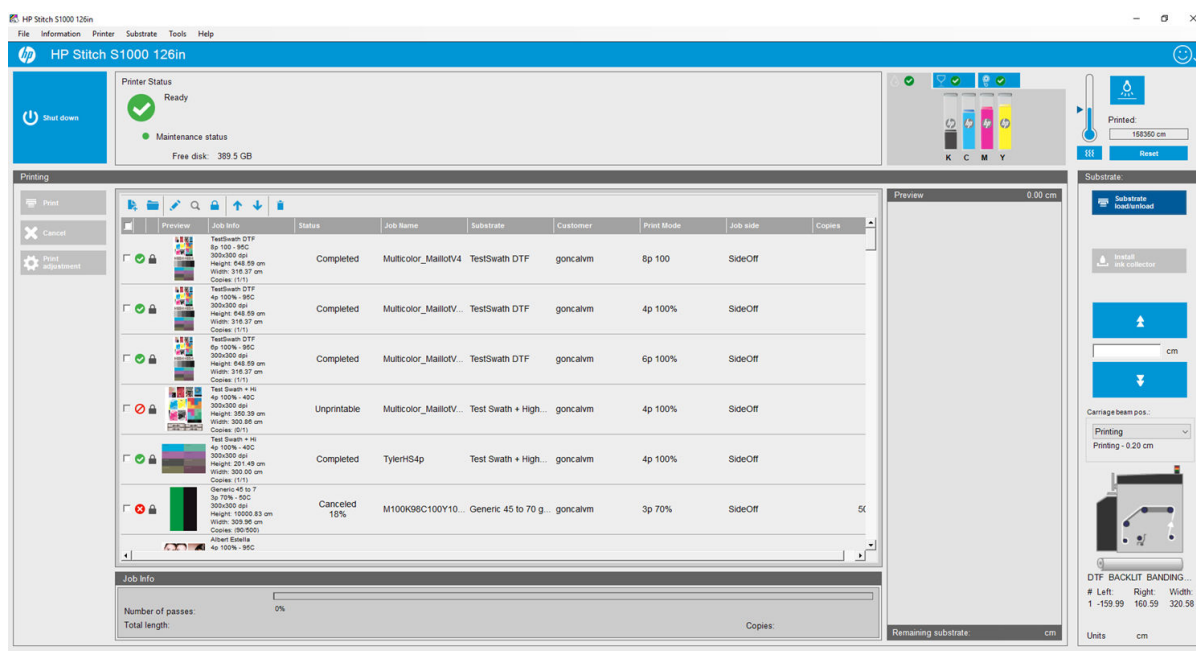 HP Stitch S1000 126in
File Information Printer Substrate Tools Help
hp HP Stitch S1000 126in
Shut down
Printer Status
Ready
Maintenance status
Free disk: 389.5 GB
K C M Y
Printed:
158350 cm
Reset
Printing
Substrate:
Print
Cancel
Print
adjustment
Preview Job Info Status Job Name Substrate Customer Print Mode Job side Copies
TestSwath DTF
8p 100 - 95C
300x300 dpi
Height: 648.59 cm
Width: 316.37 cm
Copies: (1/1)
Completed Multicolor_MaillotV4 TestSwath DTF goncalvm 8p 100 SideOff
TestSwath DTF
4p 100% - 95C
300x300 dpi
Height: 648.59 cm
Width: 316.37 cm
Copies: (1/1)
Completed Multicolor_MaillotV... TestSwath DTF goncalvm 4p 100% SideOff
TestSwath DTF
6p 100% - 95C
300x300 dpi
Height: 648.59 cm
Width: 316.37 cm
Copies: (1/1)
Completed Multicolor_MaillotV... TestSwath DTF goncalvm 6p 100% SideOff
Test Swath + Hi
4p 100% - 40C
300x300 dpi
Height: 350.39 cm
Width: 300.86 cm
Copies: (0/1)
Unprintable Multicolor_MaillotV... Test Swath + High... goncalvm 4p 100% SideOff
Test Swath + Hi
4p 100% - 40C
300x300 dpi
Height: 201.49 cm
Width: 300.00 cm
Copies: (1/1)
Completed TylerHS4p Test Swath + High... goncalvm 4p 100% SideOff
Generic 45 to 7
3p 70% - 50C
300x300 dpi
Height: 10000.83 cm
Width: 309.96 cm
Copies: (90/500)
Canceled
18%
M100K98C100Y10... Generic 45 to 70 g... goncalvm 3p 70% SideOff 50
Albert Estella
4p 100% - 95C
Preview 0.00 cm
Remaining substrate: cm
Job Info
0%
Number of passes:
Total length: Copies:
Substrate
load/unload
Install
ink collector
cm
Carriage beam pos.:
Printing
Printing - 0.20 cm
DTF BACKLIT BANDING...
# Left: Right: Width:
1 -159.99 160.59 320.58
Units cm